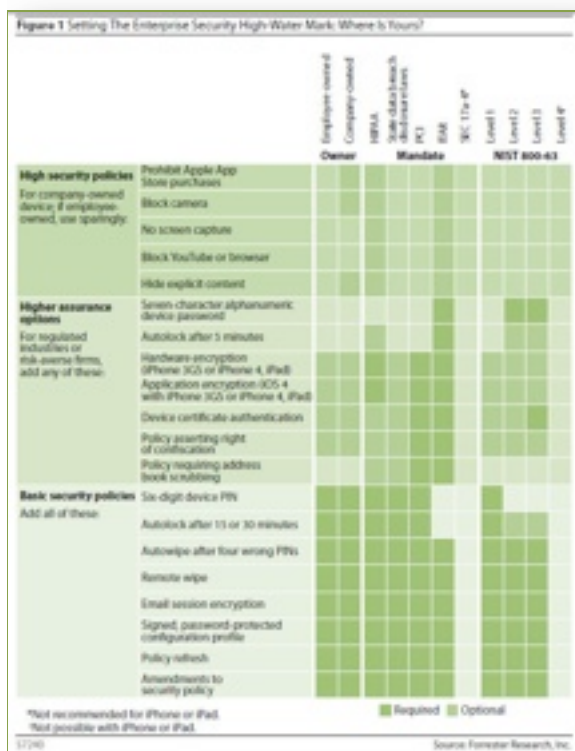 Figure 1 Setting The Enterprise Security High-Water Mark: Where Is Yours?
Employee-owned
Company-owned
HIPAA
State data breach
disclosure laws
PCI
SEC 17a-4*
Level 1
Level 2
Level 3
Level 4*
Owner
Mandate
NIST 800-63
High security policies
For company-owned
device; if employee-
owned, use sparingly:
Prohibit Apple App
Store purchases
Block camera
No screen capture
Block YouTube or browser
Hide explicit content
Higher assurance
options
For regulated
industries or
risk-averse firms,
add any of these:
Seven-character alphanumeric
device password
Autolock after 5 minutes
Hardware encryption
(iPhone 3GS or iPhone 4, iPad)
Application encryption (iOS 4
with iPhone 3GS or iPhone 4, iPad)
Device certificate authentication
Policy asserting right
of confiscation
Policy requiring address
book scrubbing
Basic security policies
Add all of these:
Six-digit device PIN
Autolock after 15 or 30 minutes
Autowipe after four wrong PINs
Remote wipe
Email session encryption
Signed, password-protected
configuration profile
Policy refresh
Amendments to
security policy
*Not recommended for iPhone or iPad.
Not possible with iPhone or iPad.
Required
Optional
57240
Source: Forrester Research, Inc.